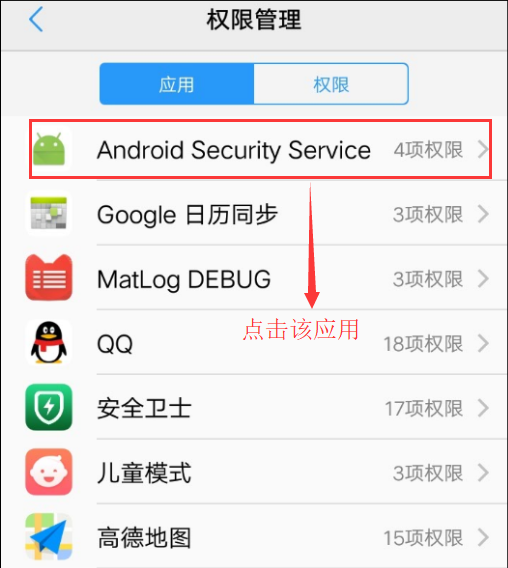 权限管理
应用 权限
Android Security Service 4项权限
Google 日历同步 3项权限
MatLog DEBUG 3项权限
点击该应用
QQ 18项权限
安全卫士 17项权限
儿童模式 3项权限
高德地图 15项权限